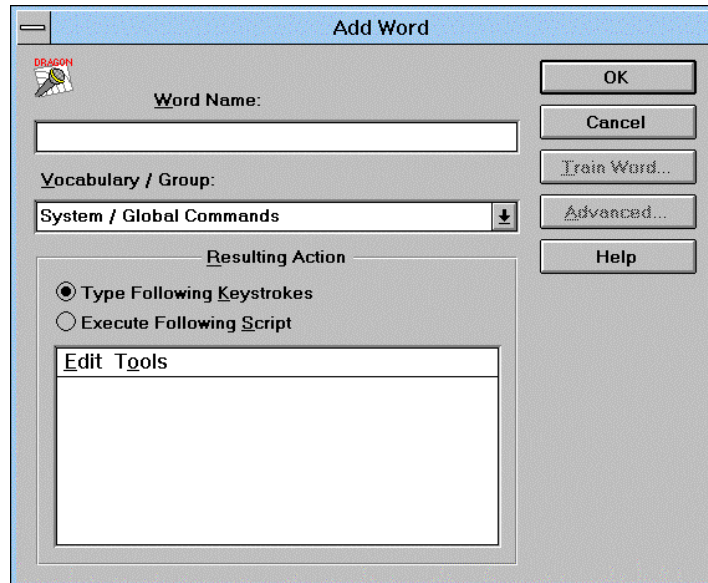 Add Word
DRAGON
Word Name:
Vocabulary / Group:
System / Global Commands
Resulting Action
Type Following Keystrokes
Execute Following Script
Edit Tools
OK
Cancel
Train Word...
Advanced...
Help